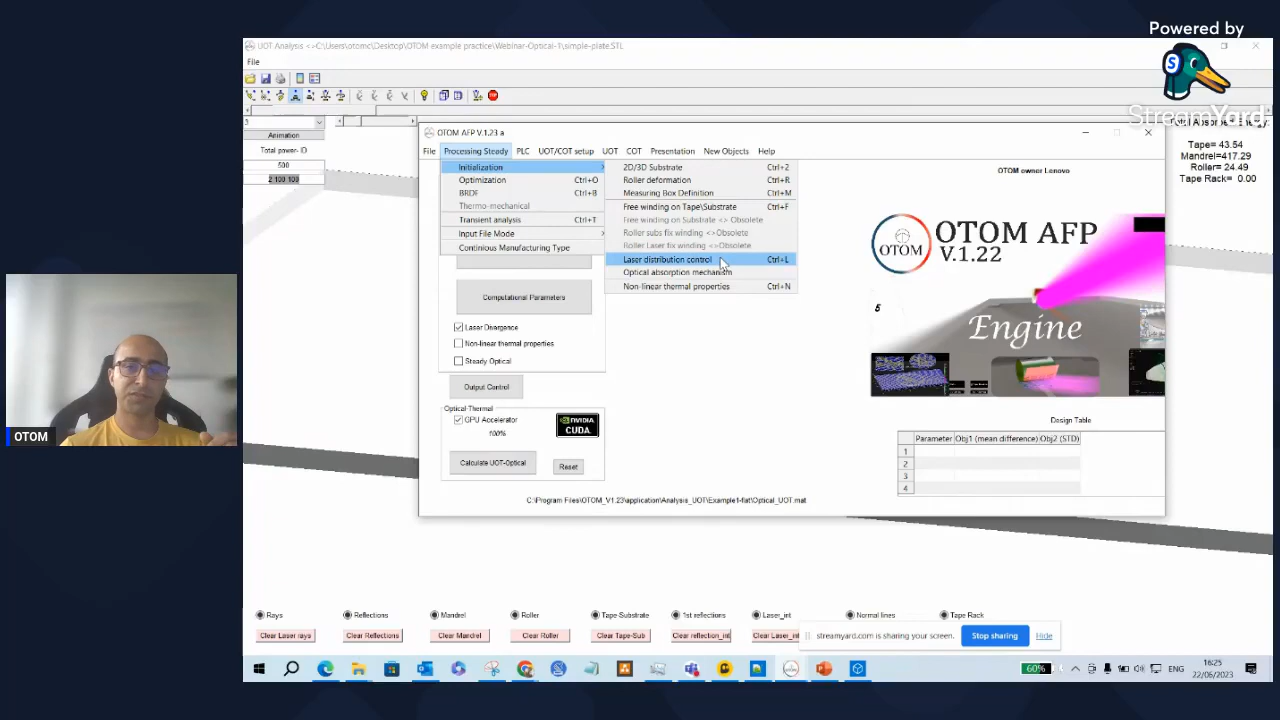 Powered by
StreamYard
UOT Analysis <>C:\Users\otomc\Desktop\OTOM example practice\Webinar-Optical-1\simple-plate.STL
File
3
Animation
Total power- ID
500
2 100 100
Absorbed Energy:
Tape= 43.54
Mandrel=417.29
Roller= 24.49
Tape Rack= 0.00
OTOM AFP V.1.23 a
File Processing Steady PLC UOT/COT setup UOT COT Presentation New Objects Help
Initialization
Optimization Ctrl+O
BRDF Ctrl+B
Thermo-mechanical
Transient analysis Ctrl+T
Input File Mode
Continious Manufacturing Type
2D/3D Substrate Ctrl+2
Roller deformation Ctrl+R
Measuring Box Definition Ctrl+M
Free winding on Tape\Substrate Ctrl+F
Free winding on Substrate <> Obsolete
Roller subs fix winding <>Obsolete
Roller Laser fix winding <>Obsolete
Laser distribution control Ctrl+L
Optical absorption mechanism
Non-linear thermal properties Ctrl+N
Computational Parameters
Laser Divergence
Non-linear thermal properties
Steady Optical
Output Control
Optical-Thermal
GPU Accelerator
100%
NVIDIA
CUDA
Calculate UOT-Optical
Reset
OTOM owner Lenovo
OTOM
OTOM AFP
V.1.22
5
Engine
Design Table
Parameter Obj1 (mean difference) Obj2 (STD)
1
2
3
4
C:\Program Files\OTOM_V1.23\application\Analysis_UOT\Example1-flat\Optical_UOT.mat
OTOM
Rays Reflections Mandrel Roller Tape-Substrate 1st reflections Laser_int Normal lines Tape Rack
Clear Laser rays Clear Reflections Clear Mandrel Clear Roller Clear Tape-Sub Clear reflection_int Clear Laser_in
streamyard.com is sharing your screen. Stop sharing Hide
60% ENG 16:25
22/06/2023